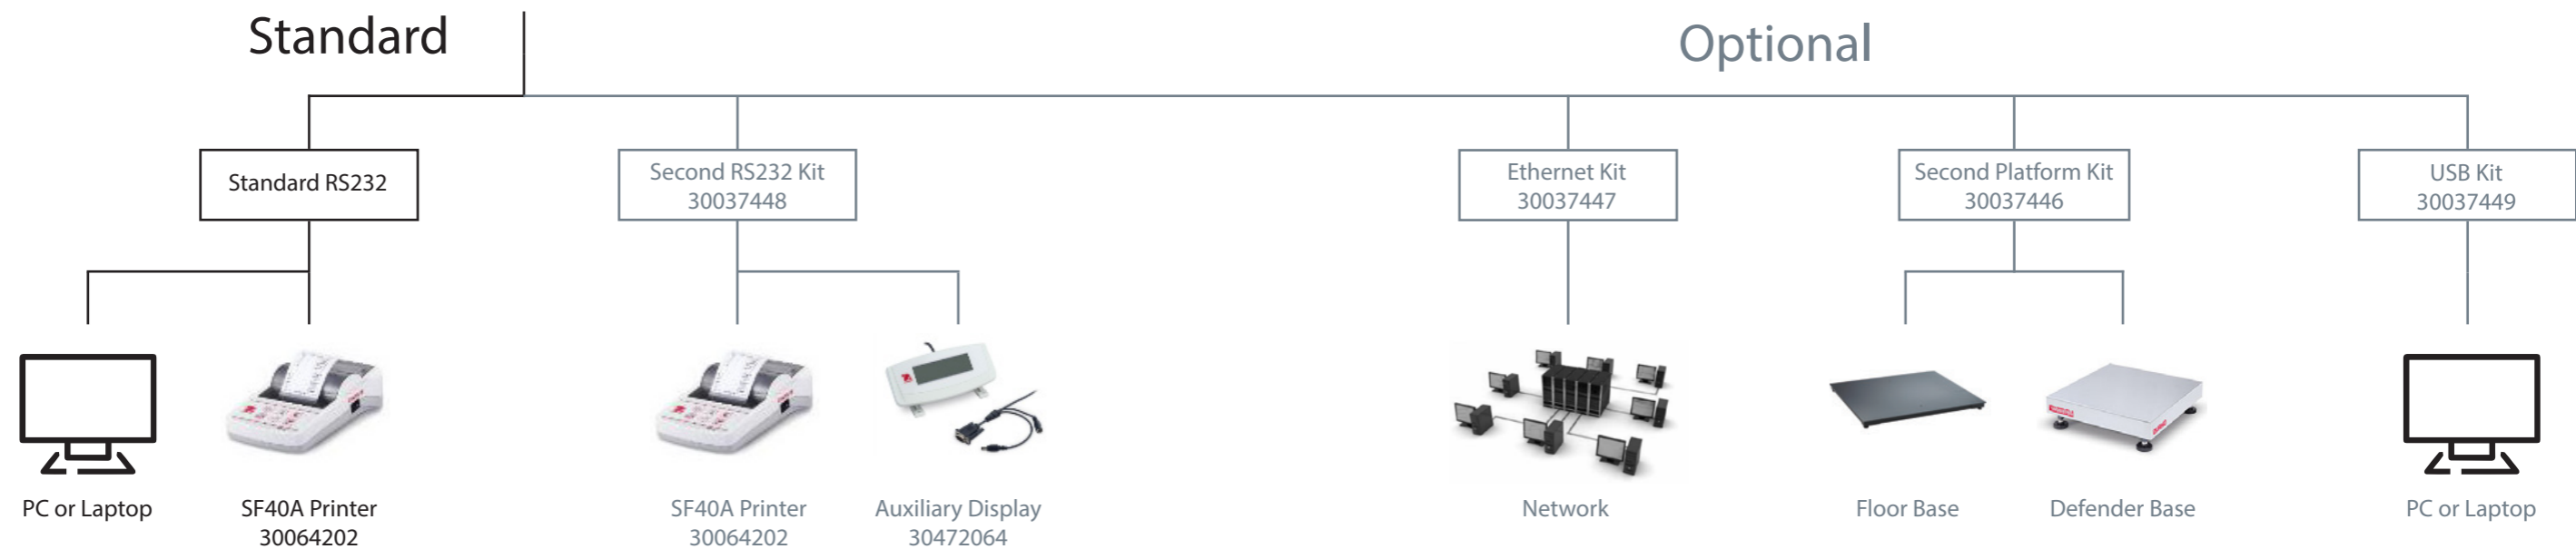 Standard
Optional
Standard RS232
Second RS232 Kit
30037448
Ethernet Kit
30037447
Second Platform Kit
30037446
USB Kit
30037449
PC or Laptop
SF40A Printer
30064202
SF40A Printer
30064202
Auxiliary Display
30472064
Network
Floor Base
Defender Base
PC or Laptop